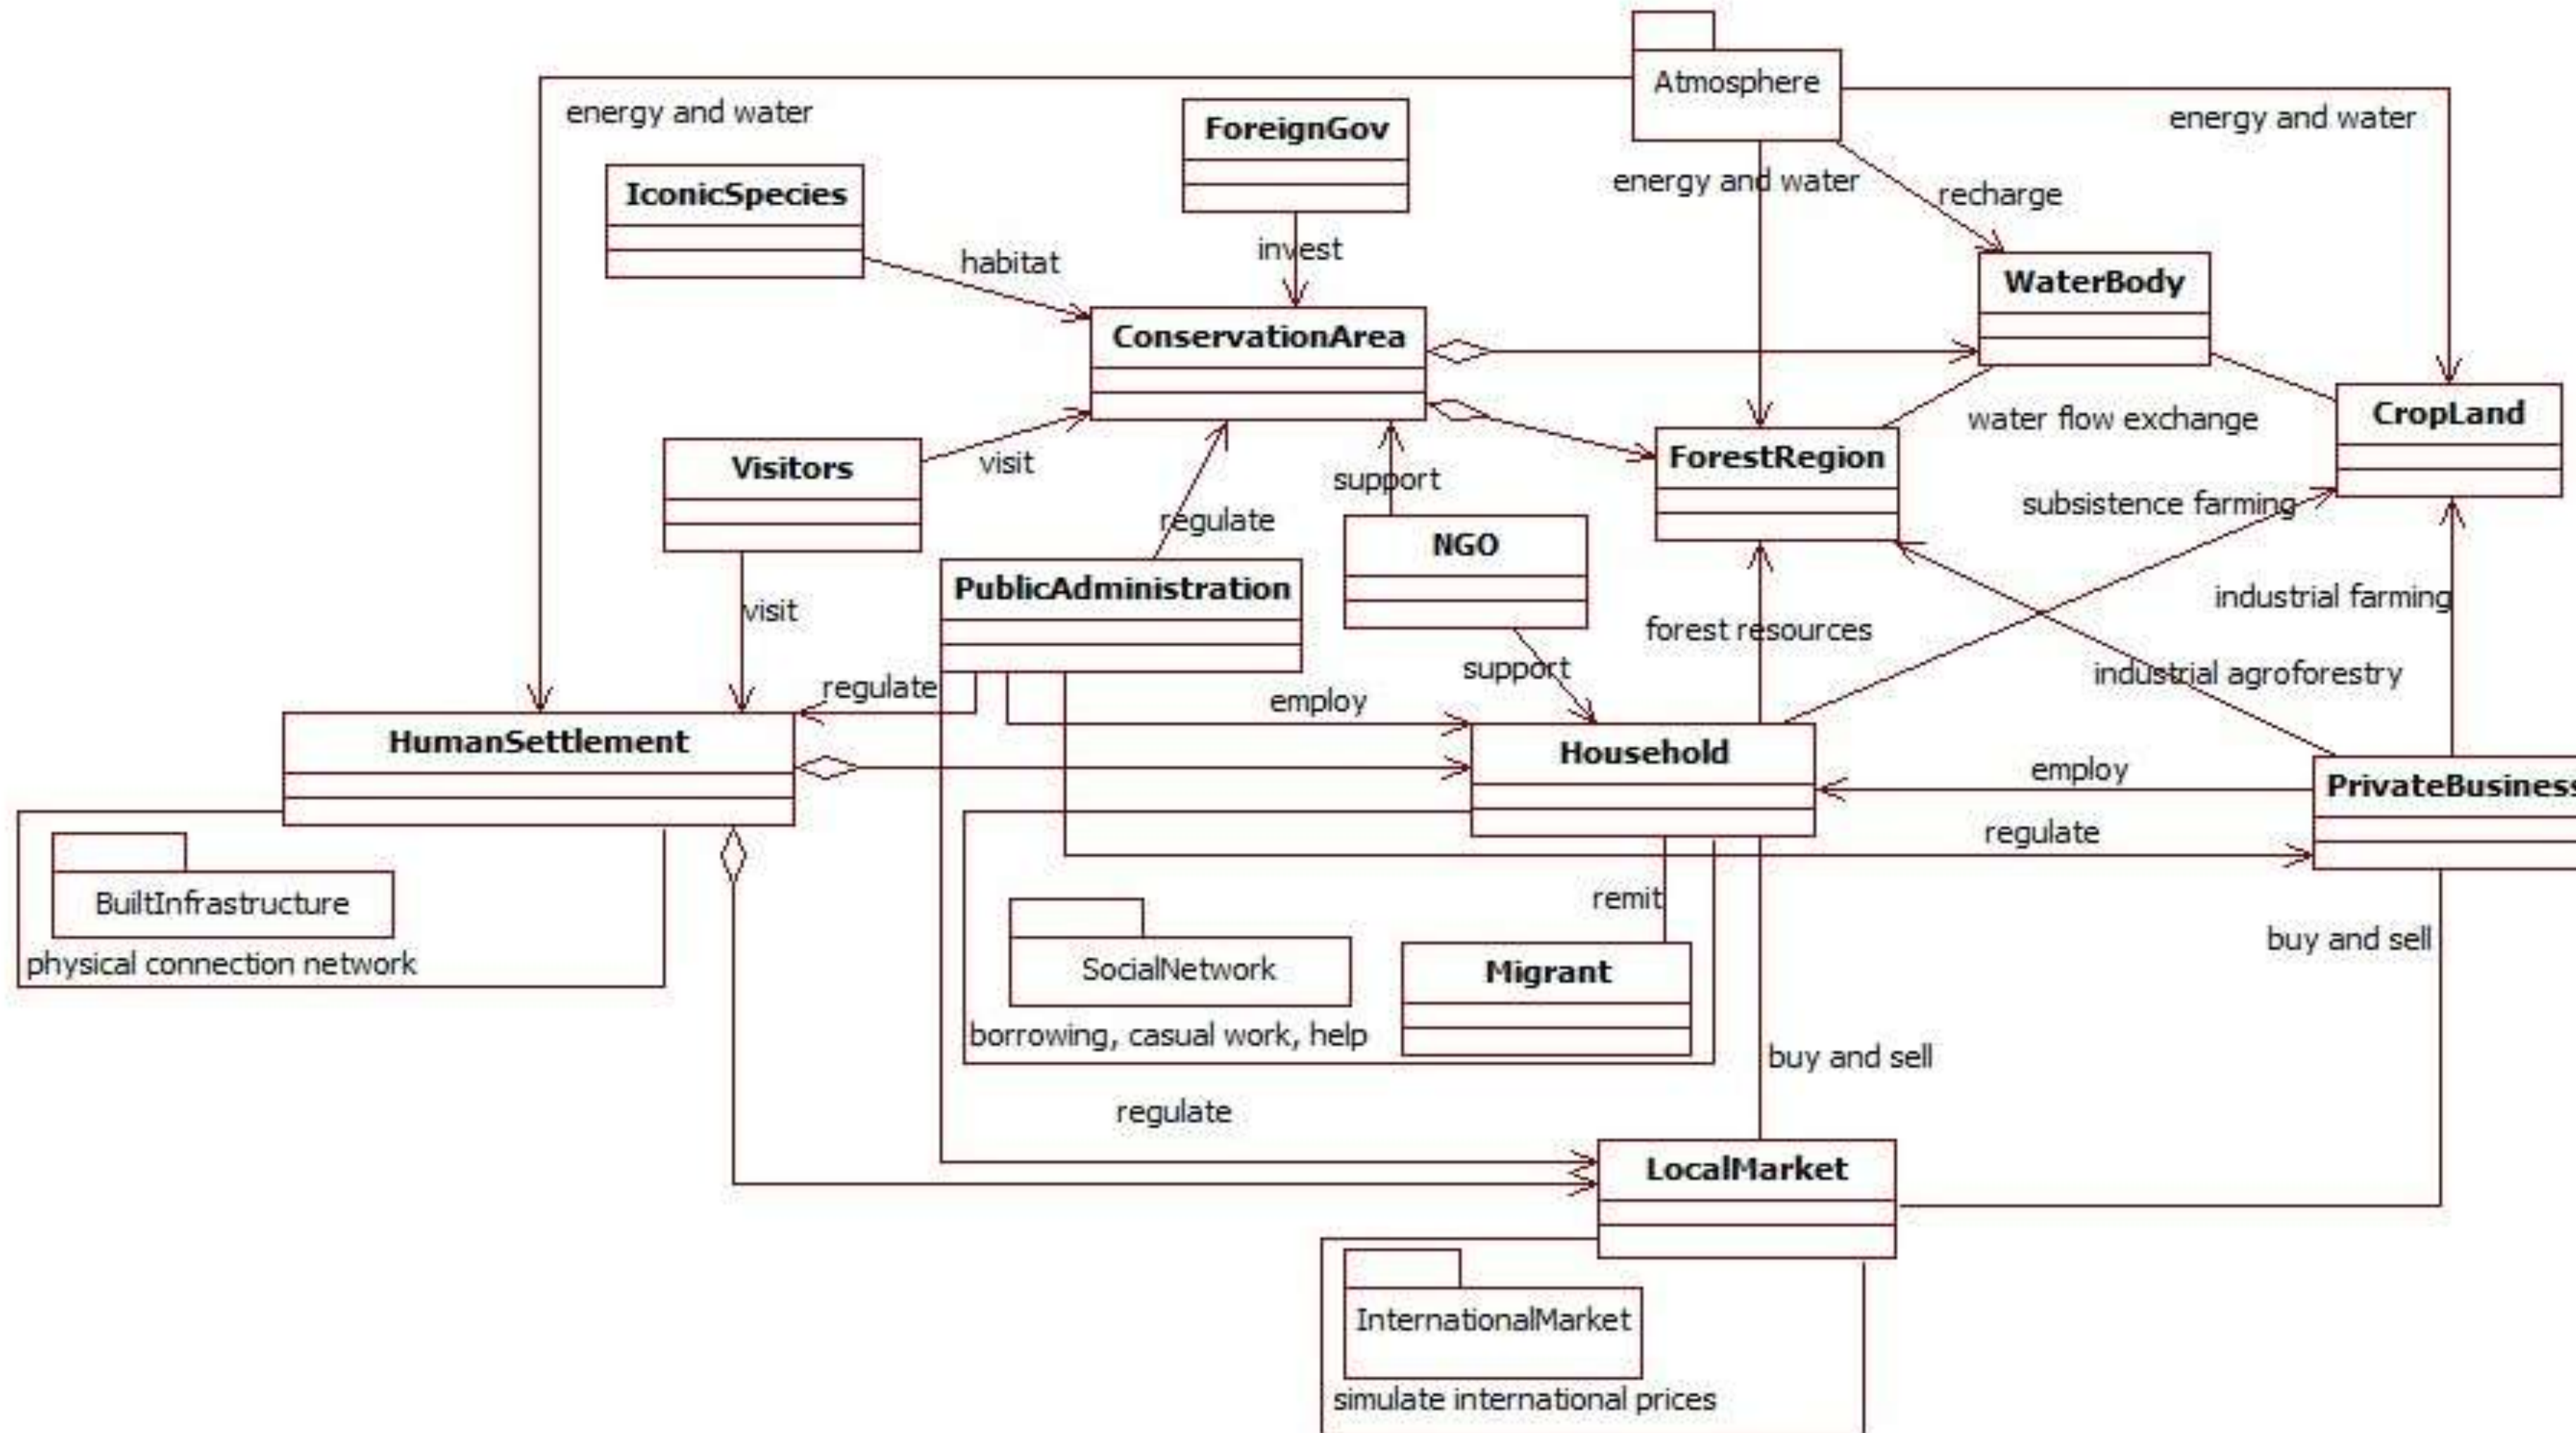 Atmosphere
energy and water
ForeignGov
energy and water
IconicSpecies
energy and water
recharge
habitat
invest
WaterBody
ConservationArea
CropLand
water flow exchange
Visitors
visit
support
ForestRegion
regulate
subsistence farming
NGO
PublicAdministration
visit
forest resources
industrial farming
support
industrial agroforestry
regulate
employ
HumanSettlement
Household
employ
PrivateBusiness
regulate
BuiltInfrastructure
remit
buy and sell
physical connection network
SocialNetwork
Migrant
borrowing, casual work, help
buy and sell
regulate
LocalMarket
InternationalMarket
simulate international prices